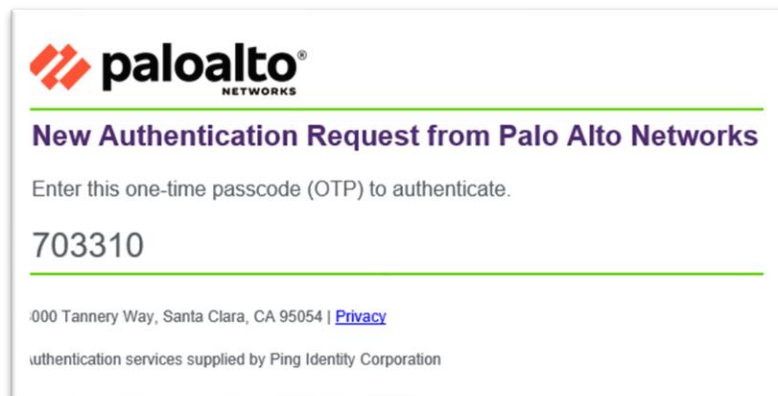 paloalto®
NETWORKS
New Authentication Request from Palo Alto Networks
Enter this one-time passcode (OTP) to authenticate.
703310
000 Tannery Way, Santa Clara, CA 95054 | Privacy
uthentication services supplied by Ping Identity Corporation